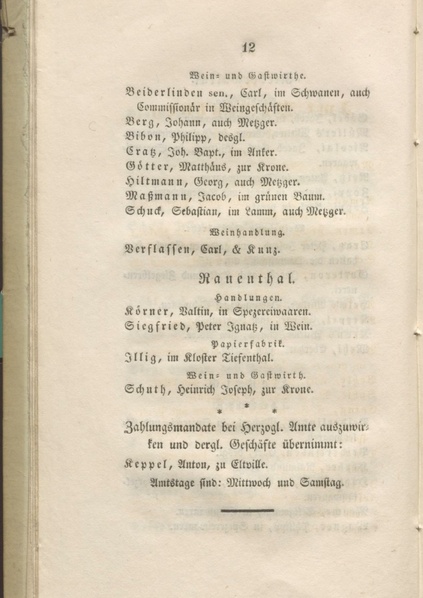 12
Wein- und Gastwirthe.
Beiderlinden sen., Carl, im Schwanen, auch
Commissionär in Weingeschäften.
Berg, Johann, auch Metzger.
Bibon, Philipp, desgl.
Cratz, Joh. Bapt., im Anker.
Götter, Matthäus, zur Krone.
Hiltmann, Georg, auch Metzger.
Maßmann, Jacob, im grünen Baum.
Schuck, Sebastian, im Lamm, auch Metzger.
Weinhandlung.
Verflassen, Carl, & Kunz.
Rauenthal.
Handlungen.
Körner, Valtin, in Spezereiwaaren.
Siegfried, Peter Ignatz, in Wein.
Papierfabrik.
Illig, im Kloster Tiefenthal.
Wein- und Gastwirth.
Schuth, Heinrich Joseph, zur Krone.
* * *
Zahlungsmandate bei Herzogl. Amte auszuwir-
ken und dergl. Geschäfte übernimmt:
Keppel, Anton, zu Eltville.
Amtstage sind: Mittwoch und Samstag.